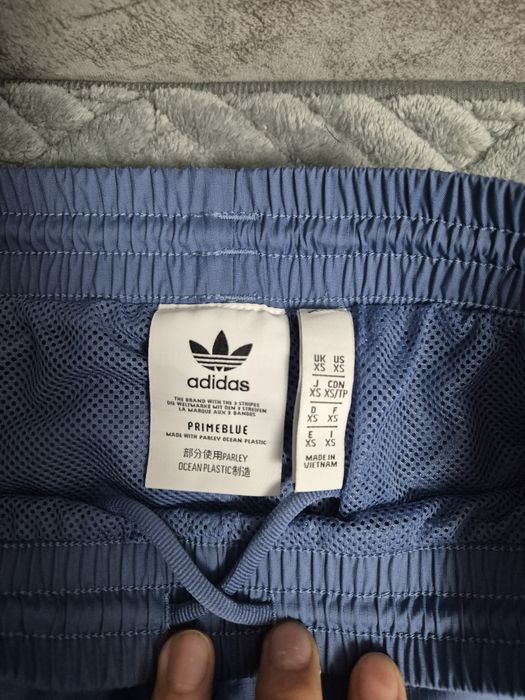 adidas
THE BRAND WITH THE 3 STRIPES
DIE WELTMARKE MIT DEN 3 STREIFEN
LA MARQUE AUX 3 BANDES
PRIMEBLUE
MADE WITH PARLEY OCEAN PLASTIC
部分使用PARLEY
OCEAN PLASTIC制造
UK US
XS XS
J CDN
XS XS/TP
D F
XS XS
E I
XS XS
MADE IN
VIETNAM